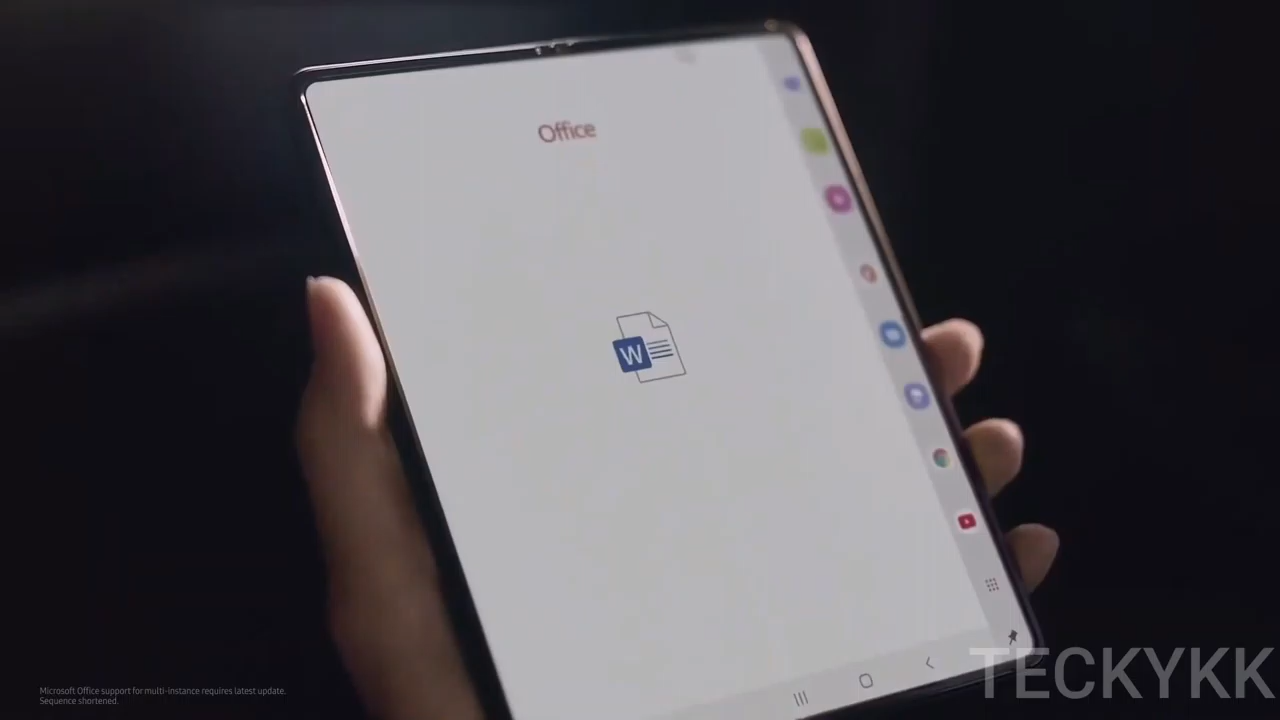 Office
W
Microsoft Office support for multi-instance requires latest update.
Sequence shortened.
TECKYKK